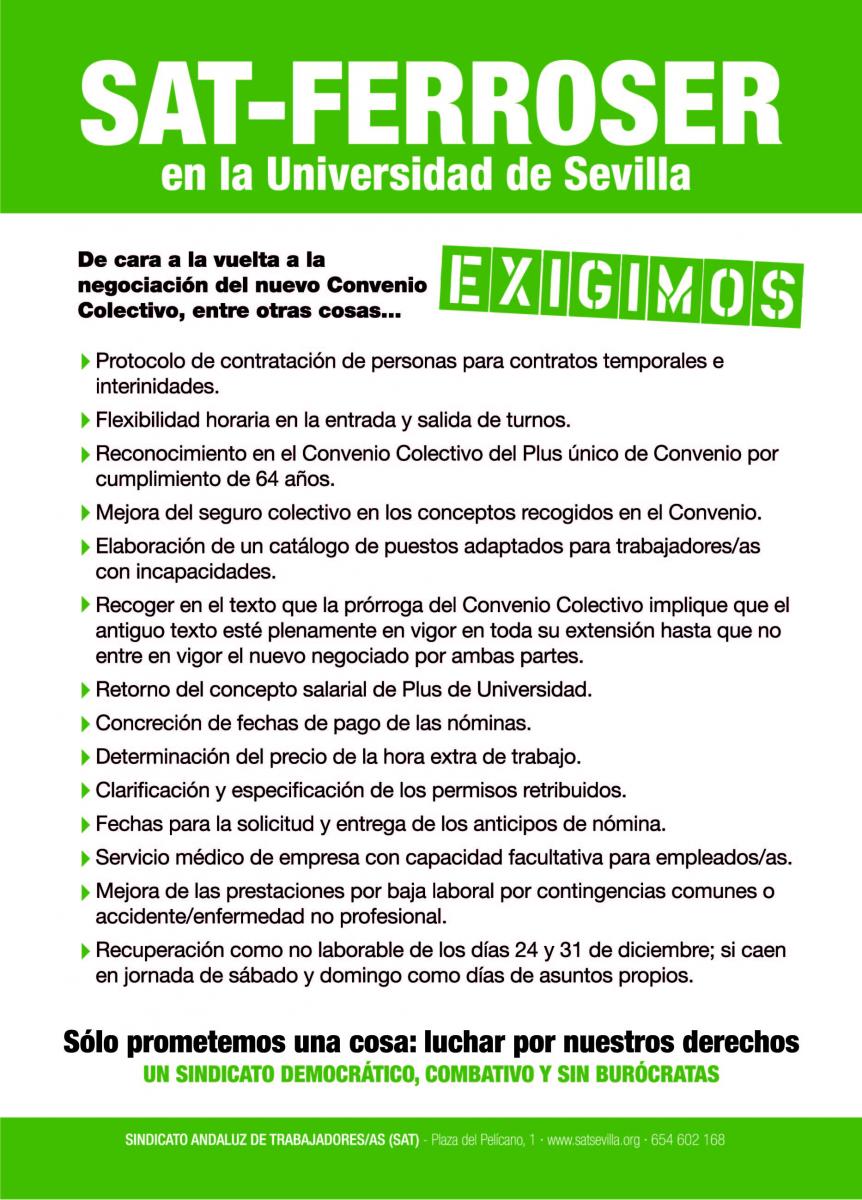 SAT-FERROSER
en la Universidad de Sevilla
De cara a la vuelta a la
negociación del nuevo Convenio
Colectivo, entre otras cosas...
EXIGIMOS
Protocolo de contratación de personas para contratos temporales e
interinidades.
Flexibilidad horaria en la entrada y salida de turnos.
Reconocimiento en el Convenio Colectivo del Plus único de Convenio por
cumplimiento de 64 años.
Mejora del seguro colectivo en los conceptos recogidos en el Convenio.
Elaboración de un catálogo de puestos adaptados para trabajadores/as
con incapacidades.
Recoger en el texto que la prórroga del Convenio Colectivo implique que el
antiguo texto esté plenamente en vigor en toda su extensión hasta que no
entre en vigor el nuevo negociado por ambas partes.
Retorno del concepto salarial de Plus de Universidad.
Concreción de fechas de pago de las nóminas.
Determinación del precio de la hora extra de trabajo.
Clarificación y especificación de los permisos retribuidos.
Fechas para la solicitud y entrega de los anticipos de nómina.
Servicio médico de empresa con capacidad facultativa para empleados/as.
Mejora de las prestaciones por baja laboral por contingencias comunes o
accidente/enfermedad no profesional.
Recuperación como no laborable de los días 24 y 31 de diciembre; si caen
en jornada de sábado y domingo como días de asuntos propios.
Sólo prometemos una cosa: luchar por nuestros derechos
UN SINDICATO DEMOCRÁTICO, COMBATIVO Y SIN BURÓCRATAS
SINDICATO ANDALUZ DE TRABAJADORES/AS (SAT) - Plaza del Pelícano, 1 · www.satsevilla.org · 654 602 168